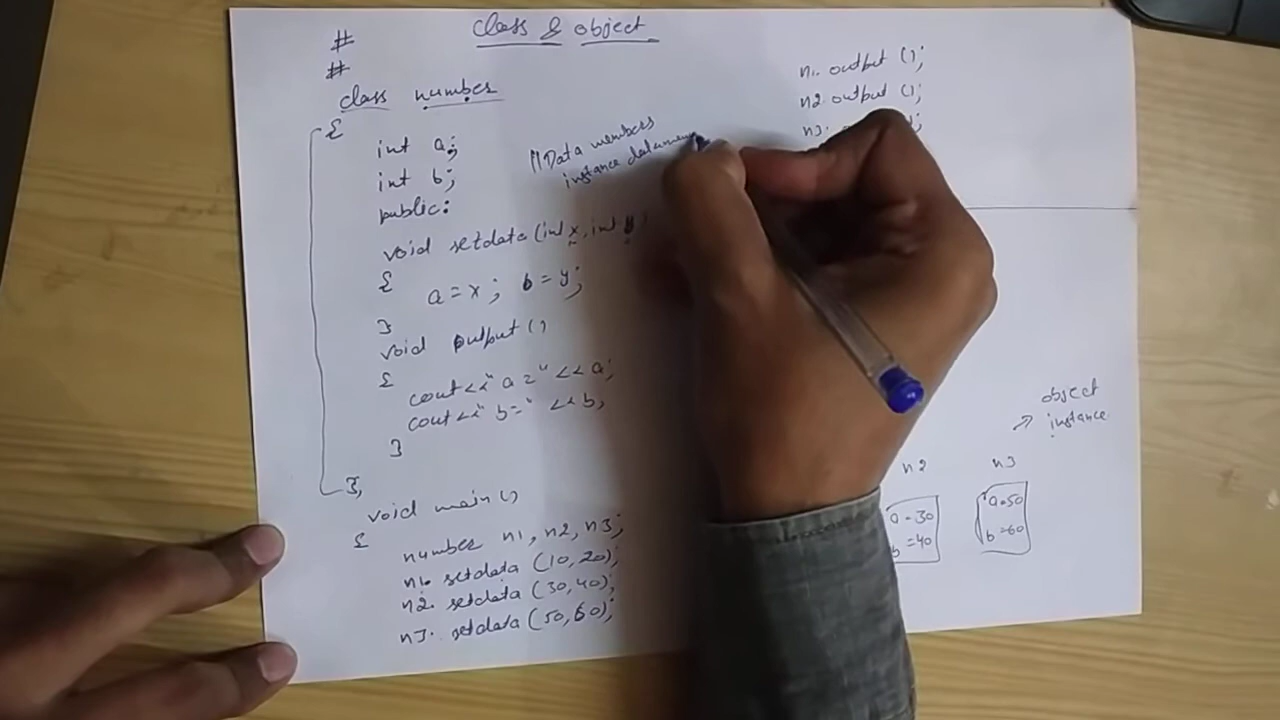 class & object
#
#
class number
{
int a;
int b;
//Data members
instance
public:
void setdata (int x, int y)
{
a = x ; b = y;
}
void output ()
{
cout<<" a =" << a;
cout<<" b=" << b;
}
};
void main ()
{
number n1, n2, n3;
n1. setdata (10,20);
n2. setdata (30,40);
n3. setdata (50,60);
n1. output ();
n2. output ();
n3.
object
instance
n2
n3
a=30
b=40
a=50
b=60